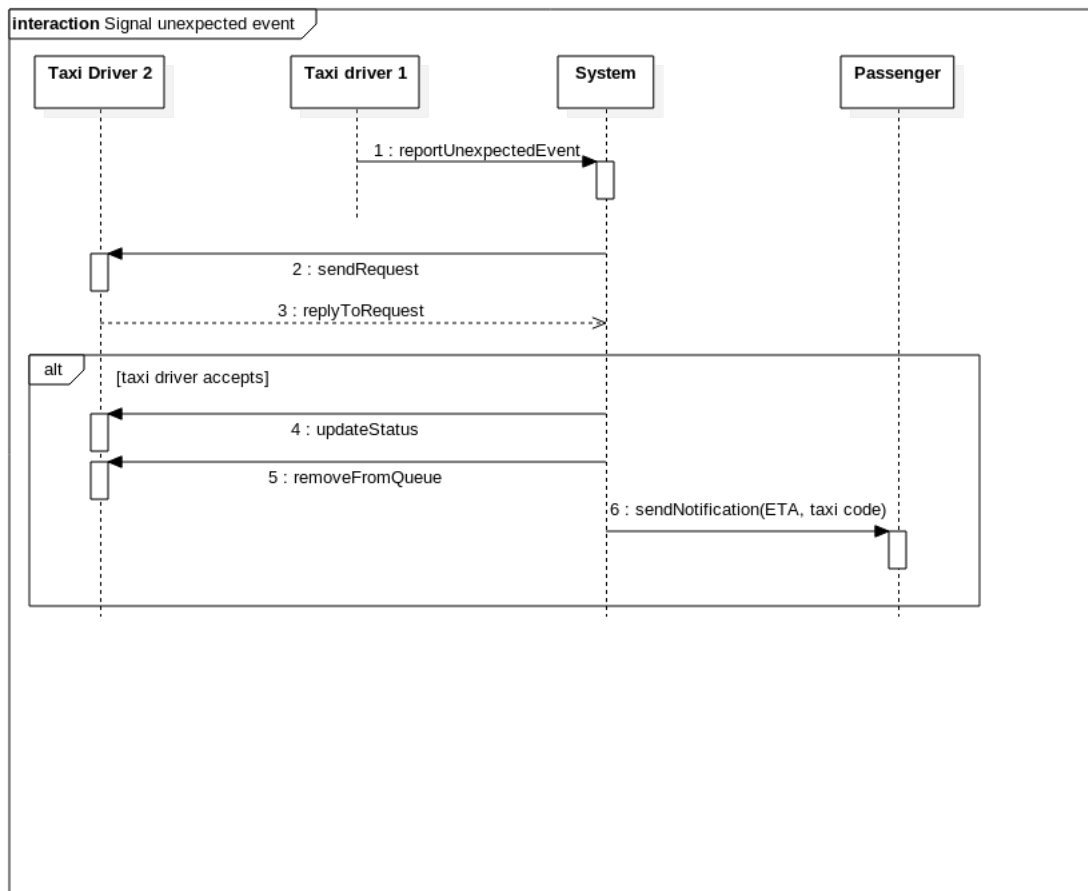 interaction Signal unexpected event
Taxi Driver 2
Taxi driver 1
System
Passenger
1 : reportUnexpectedEvent
2 : sendRequest
3 : replyToRequest
alt
[taxi driver accepts]
4 : updateStatus
5 : removeFromQueue
6 : sendNotification(ETA, taxi code)